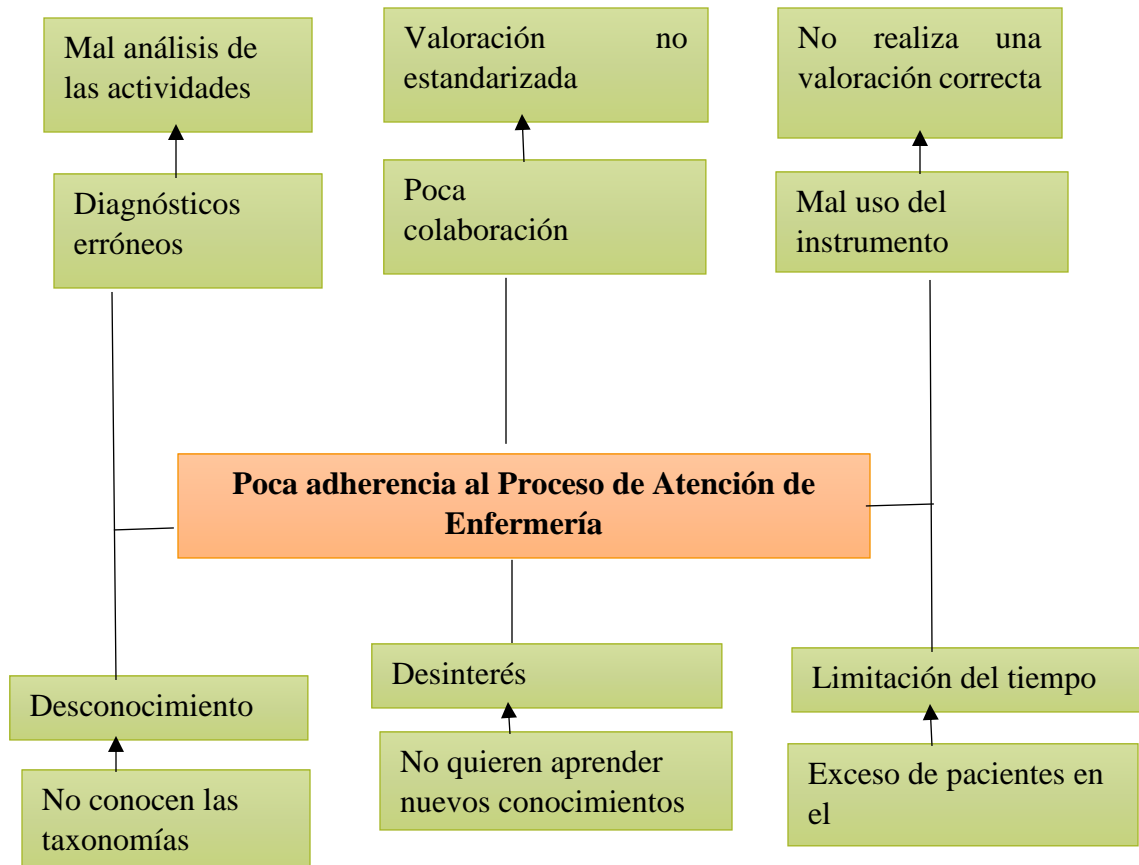 Mal análisis de
las actividades
Valoración no
estandarizada
No realiza una
valoración correcta
Diagnósticos
erróneos
Poca
colaboración
Mal uso del
instrumento
Poca adherencia al Proceso de Atención de
Enfermería
Desconocimiento
Desinterés
Limitación del tiempo
No conocen las
taxonomías
No quieren aprender
nuevos conocimientos
Exceso de pacientes en
el